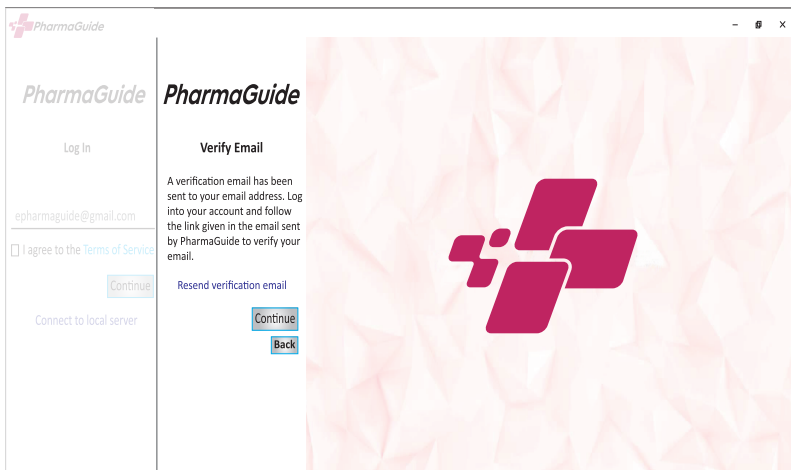 PharmaGuide
PharmaGuide
Log In
epharmaguide@gmail.com
I agree to the Terms of Service
Continue
Connect to local server
PharmaGuide
Verify Email
A verification email has been
sent to your email address. Log
into your account and follow
the link given in the email sent
by PharmaGuide to verify your
email.
Resend verification email
Continue
Back